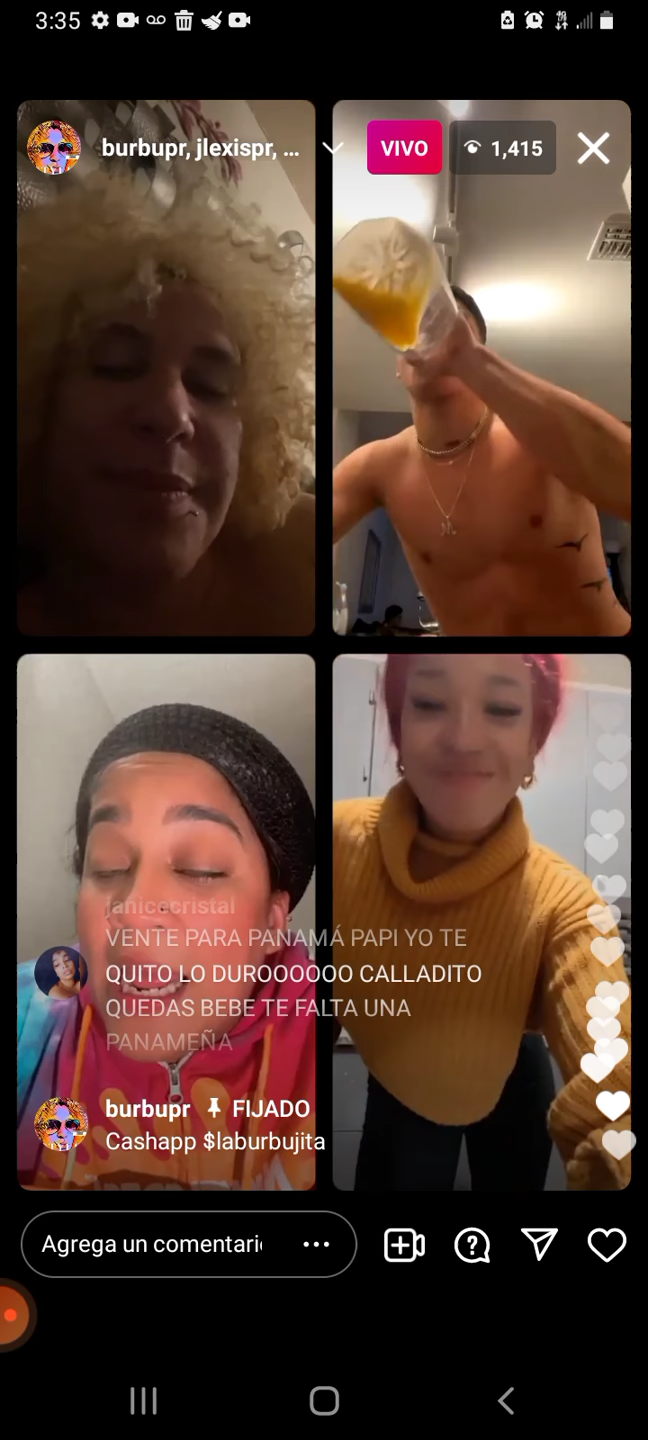 3:35
burbupr, jlexispr, ...
VIVO
1,415
janicecristal
VENTE PARA PANAMÁ PAPI YO TE
QUITO LO DUROOOOOO CALLADITO
QUEDAS BEBE TE FALTA UNA
PANAMEÑA
burbupr FIJADO
Cashapp $laburbujita
Agrega un comentari